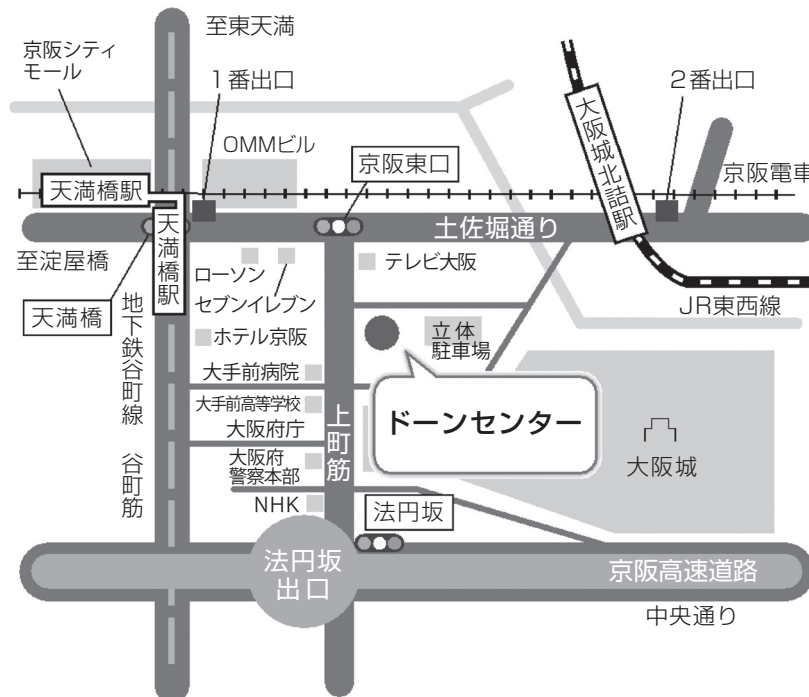 至東天満
京阪シティ
モール
1番出口
2番出口
OMMビル
京阪東口
大阪城北詰駅
京阪電車
天満橋駅
天満橋駅
土佐堀通り
至淀屋橋
ローソン
セブンイレブン
テレビ大阪
天満橋
JR東西線
地下鉄谷町線 谷町筋
ホテル京阪
立体
駐車場
大手前病院
大手前高等学校
上町筋
ドーンセンター
大阪府庁
大阪府
警察本部
大阪城
NHK
法円坂
法円坂
出口
京阪高速道路
中央通り